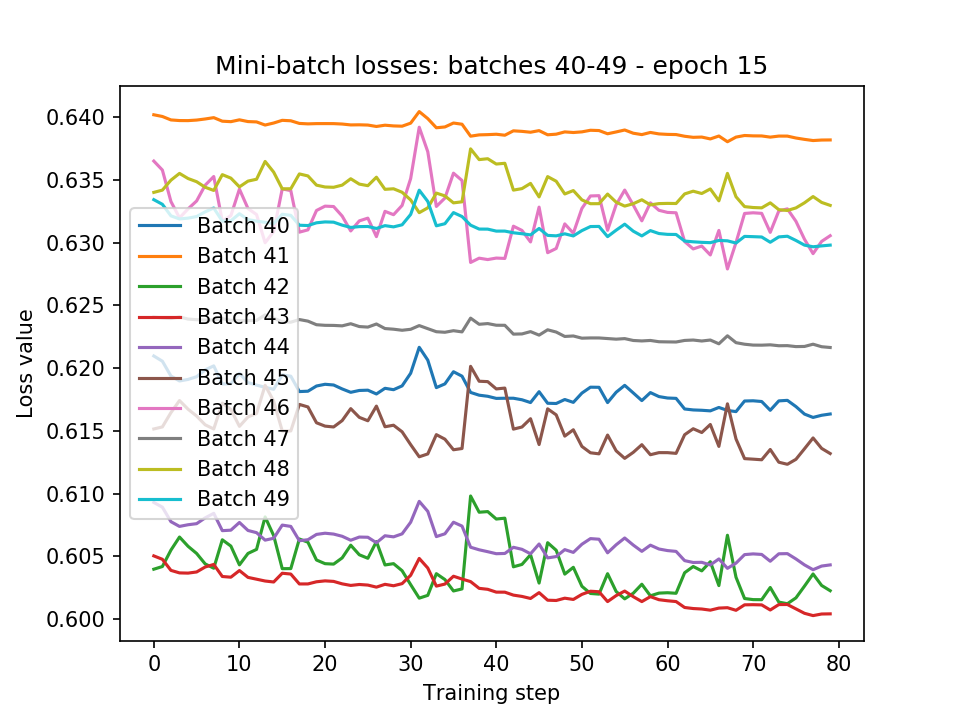 Mini-batch losses: batches 40-49 - epoch 15
0.640
0.635
0.630
0.625
0.620
0.615
0.610
0.605
0.600
Loss value
Batch 40
Batch 41
Batch 42
Batch 43
Batch 44
Batch 45
Batch 46
Batch 47
Batch 48
Batch 49
0 10 20 30 40 50 60 70 80
Training step